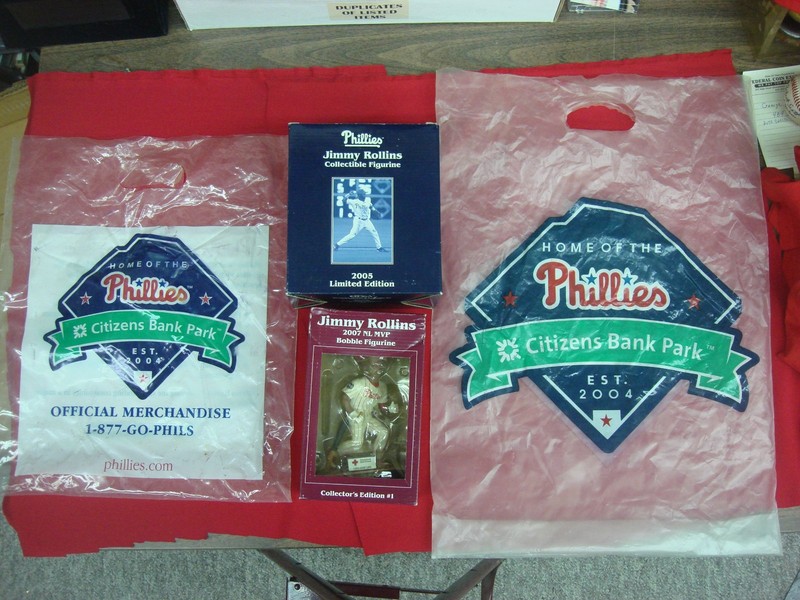 DUPLICATES
OF LISTED
ITEMS
HOME OF THE
Phillies
Citizens Bank Park
EST.
2004
OFFICIAL MERCHANDISE
1-877-GO-PHILS
phillies.com
Phillies
Jimmy Rollins
Collectible Figurine
2005
Limited Edition
Jimmy Rollins
2007 NL MVP
Bobble Figurine
Collector's Edition #1
HOME OF THE
Phillies™
Citizens Bank Park™
EST.
2004